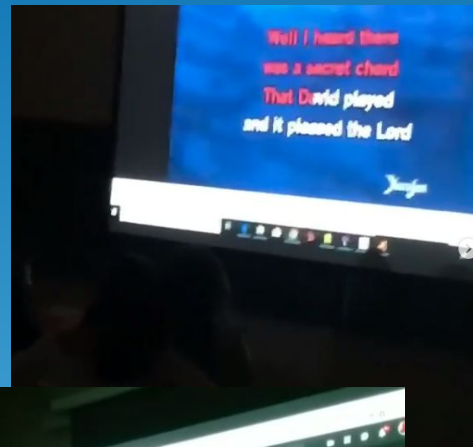 Well I heard there
was a secret chord
That David played
and it pleased the Lord